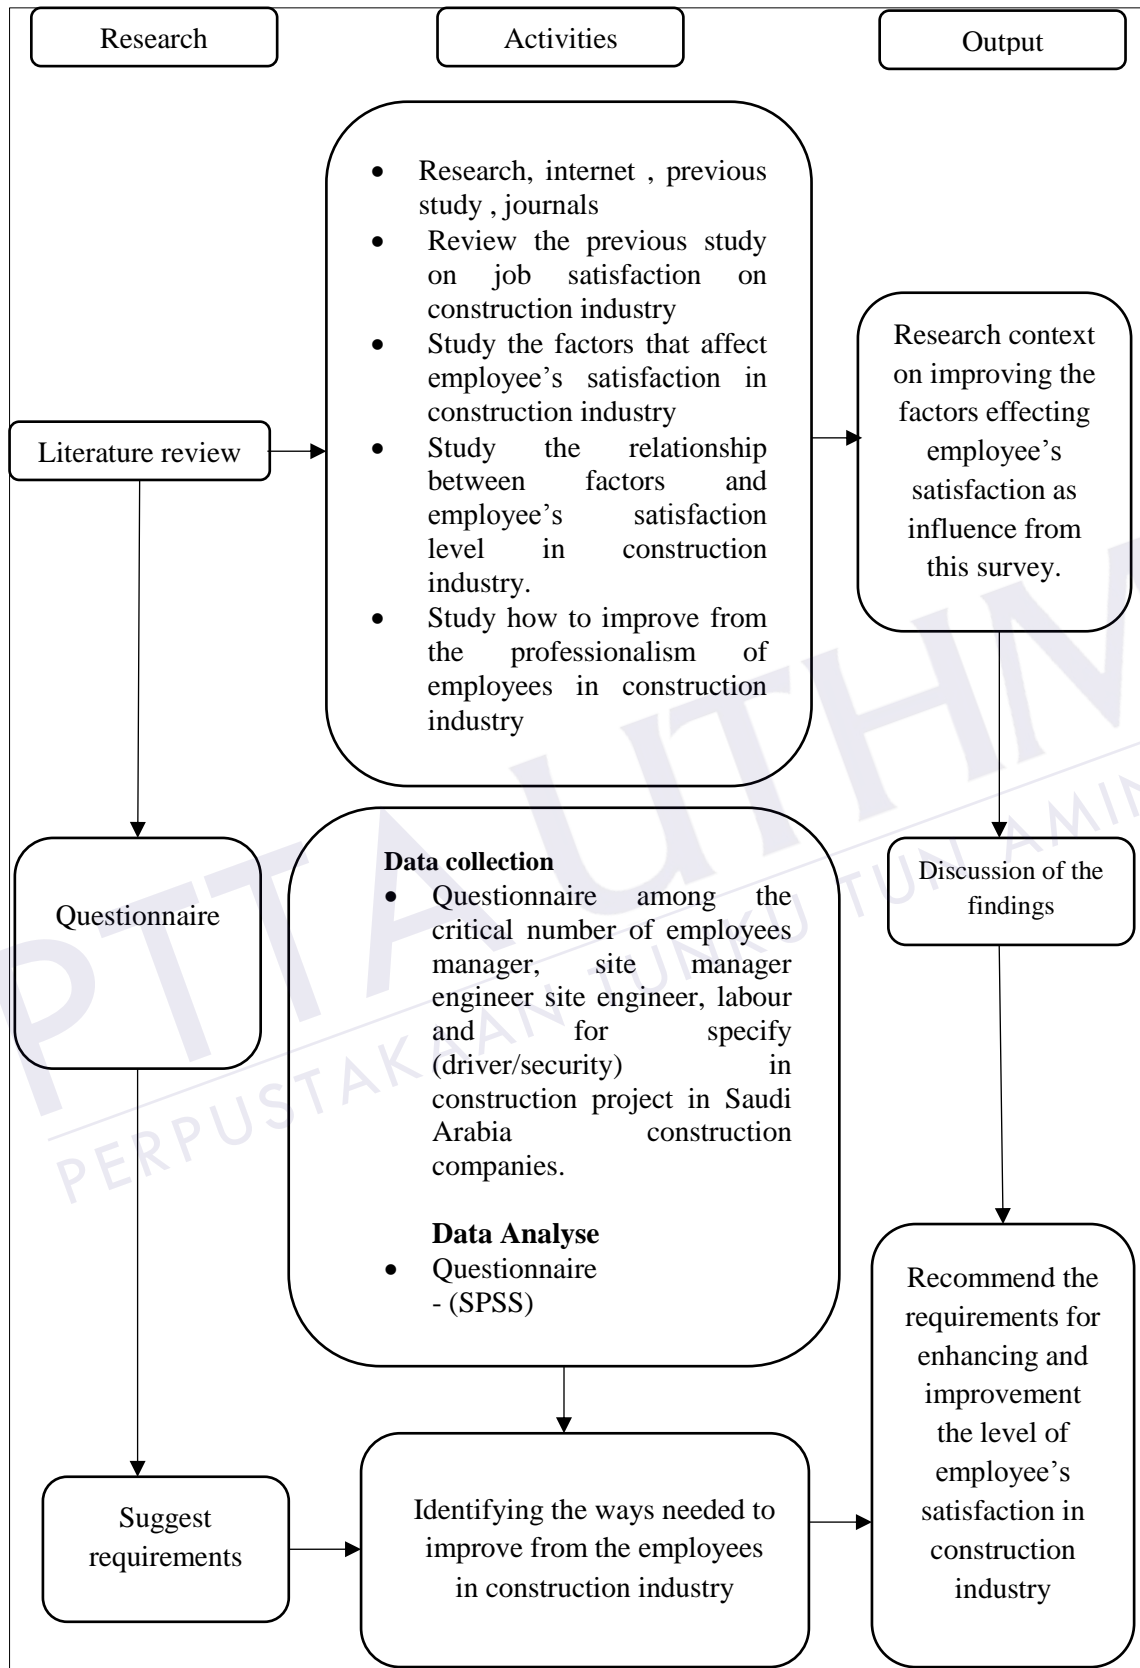 Research
Activities
Output
Literature review
• Research, internet , previous
study , journals
• Review the previous study
on job satisfaction on
construction industry
• Study the factors that affect
employee’s satisfaction in
construction industry
• Study the relationship
between factors and
employee’s satisfaction
level in construction
industry.
• Study how to improve from
the professionalism of
employees in construction
industry
Research context
on improving the
factors effecting
employee’s
satisfaction as
influence from
this survey.
Questionnaire
Data collection
• Questionnaire among the
critical number of employees
manager, site manager
engineer site engineer, labour
and for specify
(driver/security) in
construction project in Saudi
Arabia construction
companies.
Data Analyse
• Questionnaire
- (SPSS)
Discussion of the
findings
Suggest
requirements
Identifying the ways needed to
improve from the employees
in construction industry
Recommend the
requirements for
enhancing and
improvement
the level of
employee’s
satisfaction in
construction
industry
PTTA UTHM
PERPUSTAKAAN TUNKU TUN AMIN